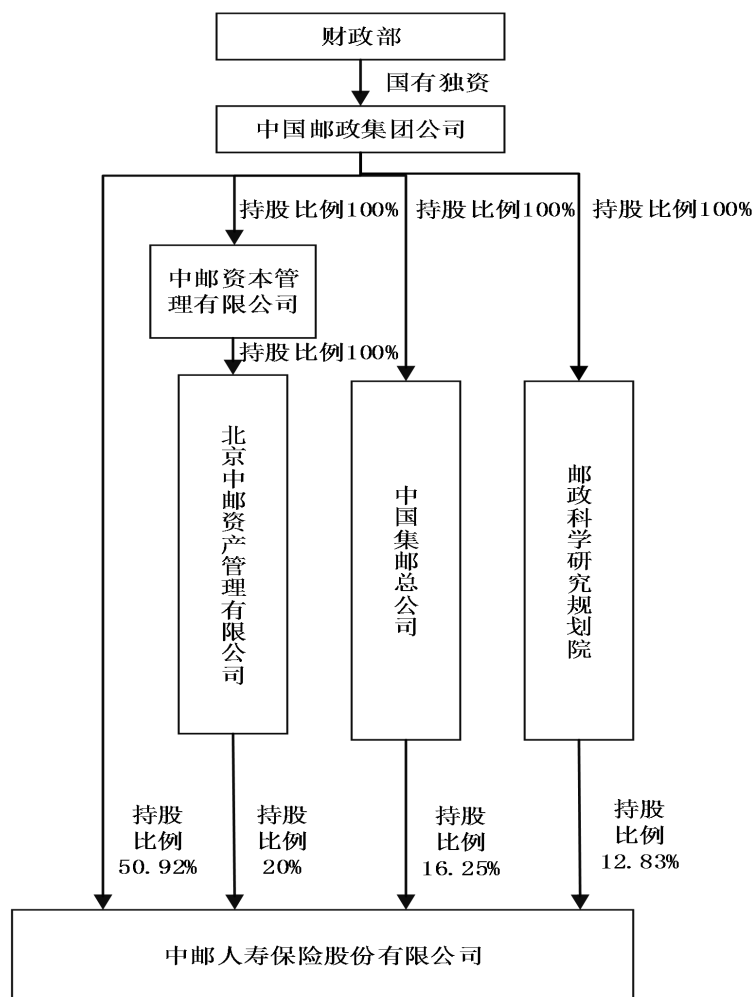 财政部
国有独资
中国邮政集团公司
持股比例100%
持股比例100%
持股比例100%
中邮资本管
理有限公司
持股比例100%
北京中邮资产管理有限公司
中国集邮总公司
邮政科学研究规划院
持股
比例
50.92%
持股
比例
20%
持股
比例
16.25%
持股
比例
12.83%
中邮人寿保险股份有限公司